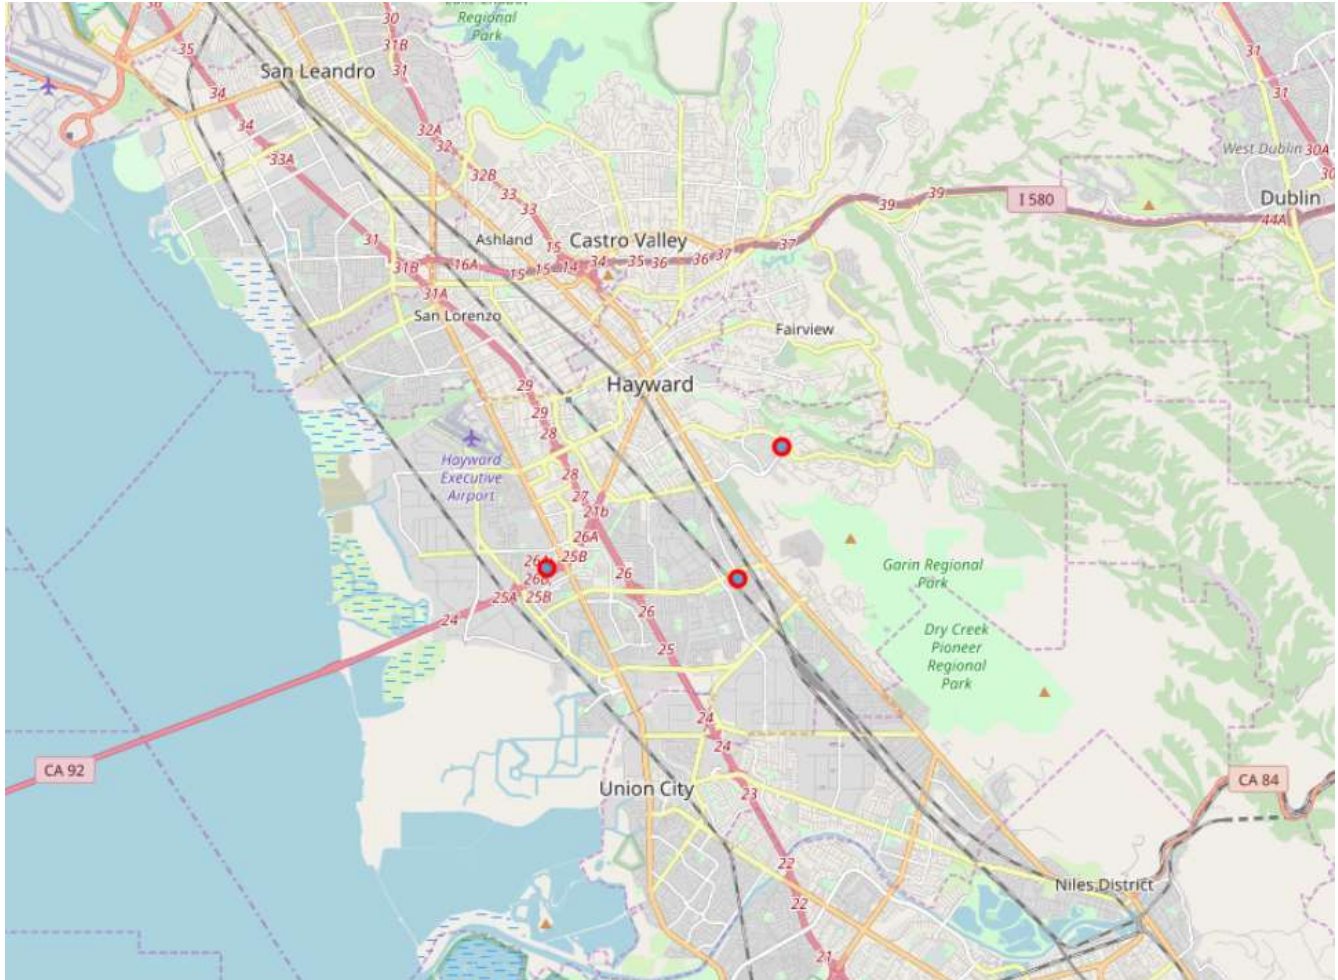 36
30
Regional
Park
35
31B
31
31
San Leandro
31
34
34
32A
32
33A
West Dublin
30A
32B
30
33
33
39
39
I 580
Dublin
44A
31
Ashland
15
Castro Valley
37
31B
16A
15
15
14
34
35
36
36
37
31A
San Lorenzo
Fairview
29
Hayward
29
28
Hayward
Executive
Airport
28
27
21b
26A
25B
26
Garin Regional
Park
25A
25B
26
24
25
Dry Creek
Pioneer
Regional
Park
24
24
CA 92
Union City
23
CA 84
22
Niles District
22
21